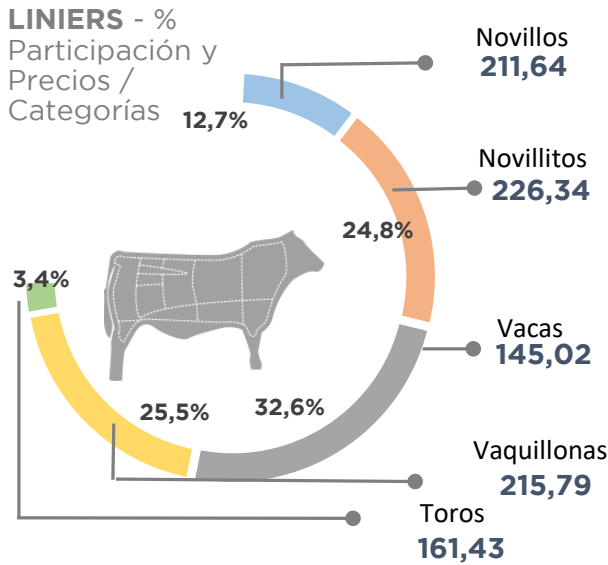 LINIERS - %
Participación y
Precios /
Categorías
12,7%
Novillos
211,64
24,8%
Novillitos
226,34
32,6%
Vacas
145,02
25,5%
Vaquillonas
215,79
3,4%
Toros
161,43